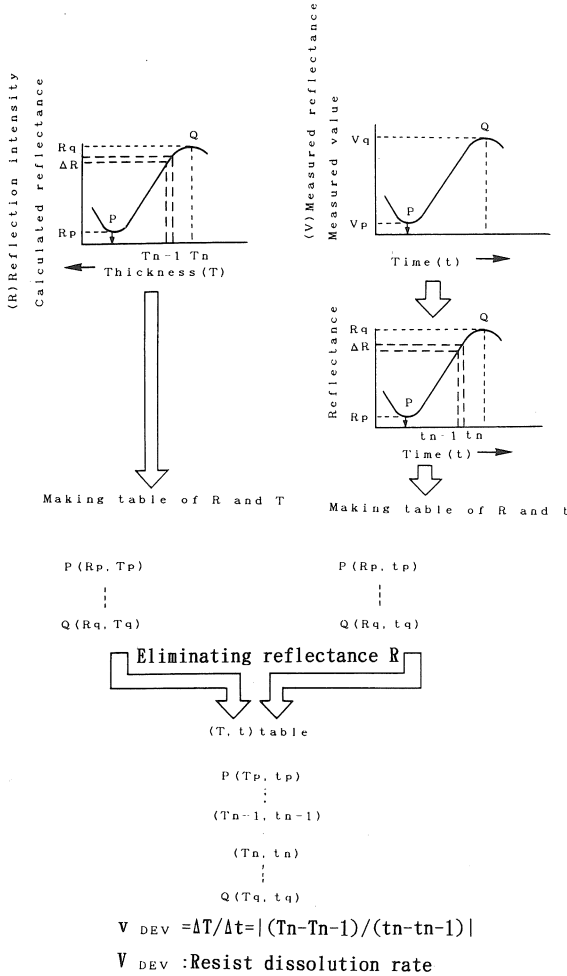 (R)Reflection intensity
Calculated reflectance
Rq
ΔR
Rp
P
Q
Tn-1 Tn
Thickness(T)
(V)Measured reflectance
Measured value
Vq
Vp
P
Q
Time(t)
Reflectance
Rq
ΔR
Rp
P
Q
tn-1 tn
Time(t)
Making table of R and T
Making table of R and t
P(Rp, Tp)
Q(Rq, Tq)
P(Rp, tp)
Q(Rq, tq)
Eliminating reflectance R
(T, t)table
P(Tp, tp)
(Tn-1, tn-1)
(Tn, tn)
Q(Tq, tq)
V DEV =ΔT/Δt=|(Tn-Tn-1)/(tn-tn-1)|
V DEV :Resist dissolution rate